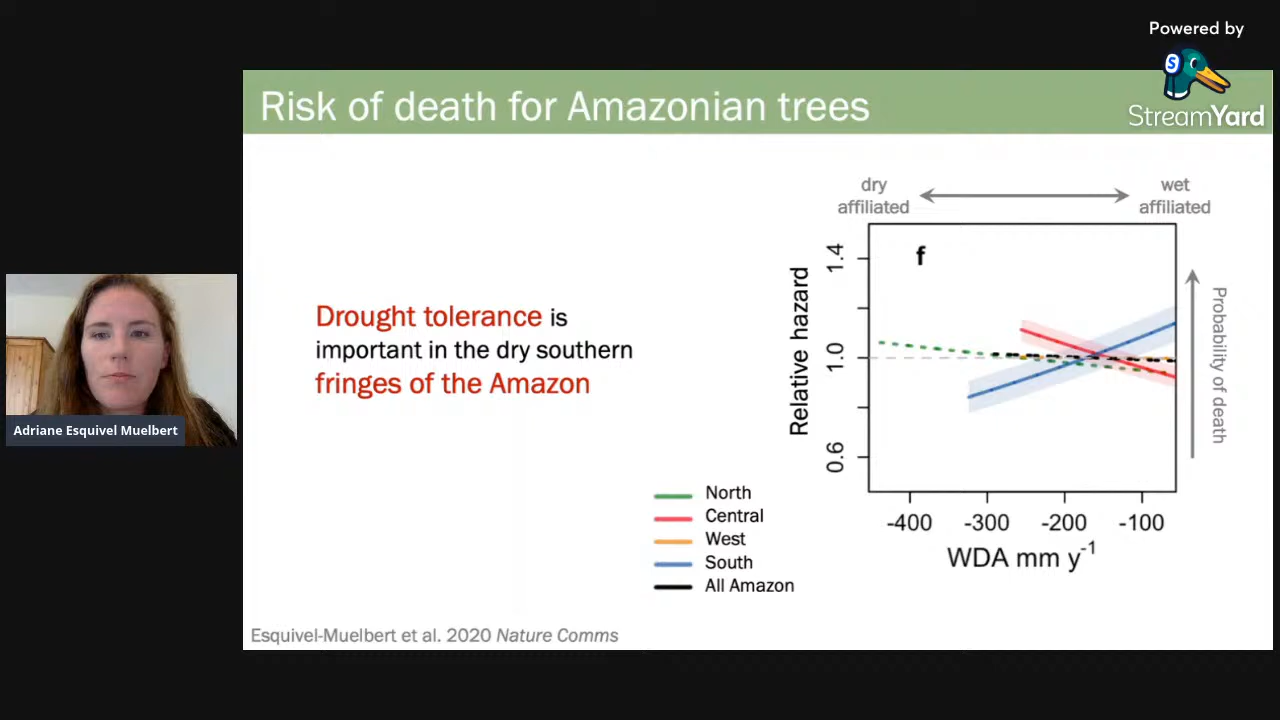 Powered by
S
StreamYard
Risk of death for Amazonian trees
dry
affiliated
wet
affiliated
f
1.4
1.0
0.6
Relative hazard
Probability of death
-400 -300 -200 -100
WDA mm y-1
Drought tolerance is
important in the dry southern
fringes of the Amazon
North
Central
West
South
All Amazon
Adriane Esquivel Muelbert
Esquivel-Muelbert et al. 2020 Nature Comms